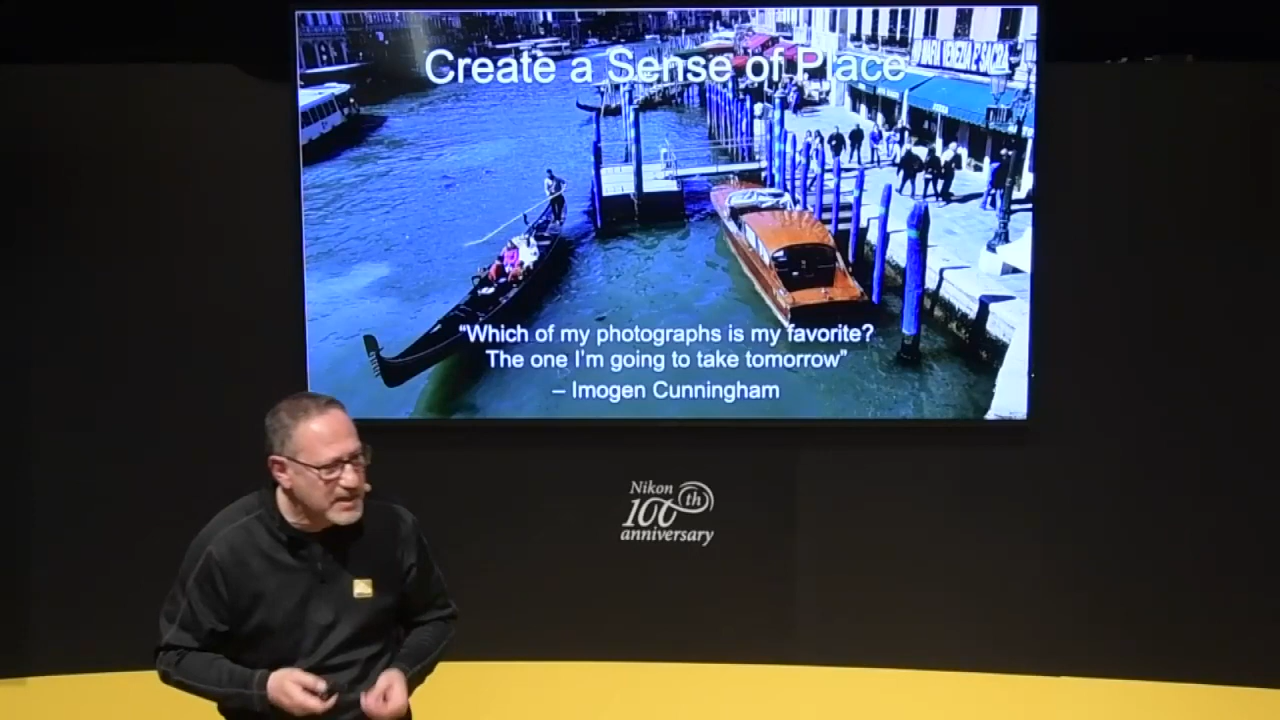 Create a Sense of Place
“Which of my photographs is my favorite?
The one I’m going to take tomorrow”
– Imogen Cunningham
Nikon
100th
anniversary